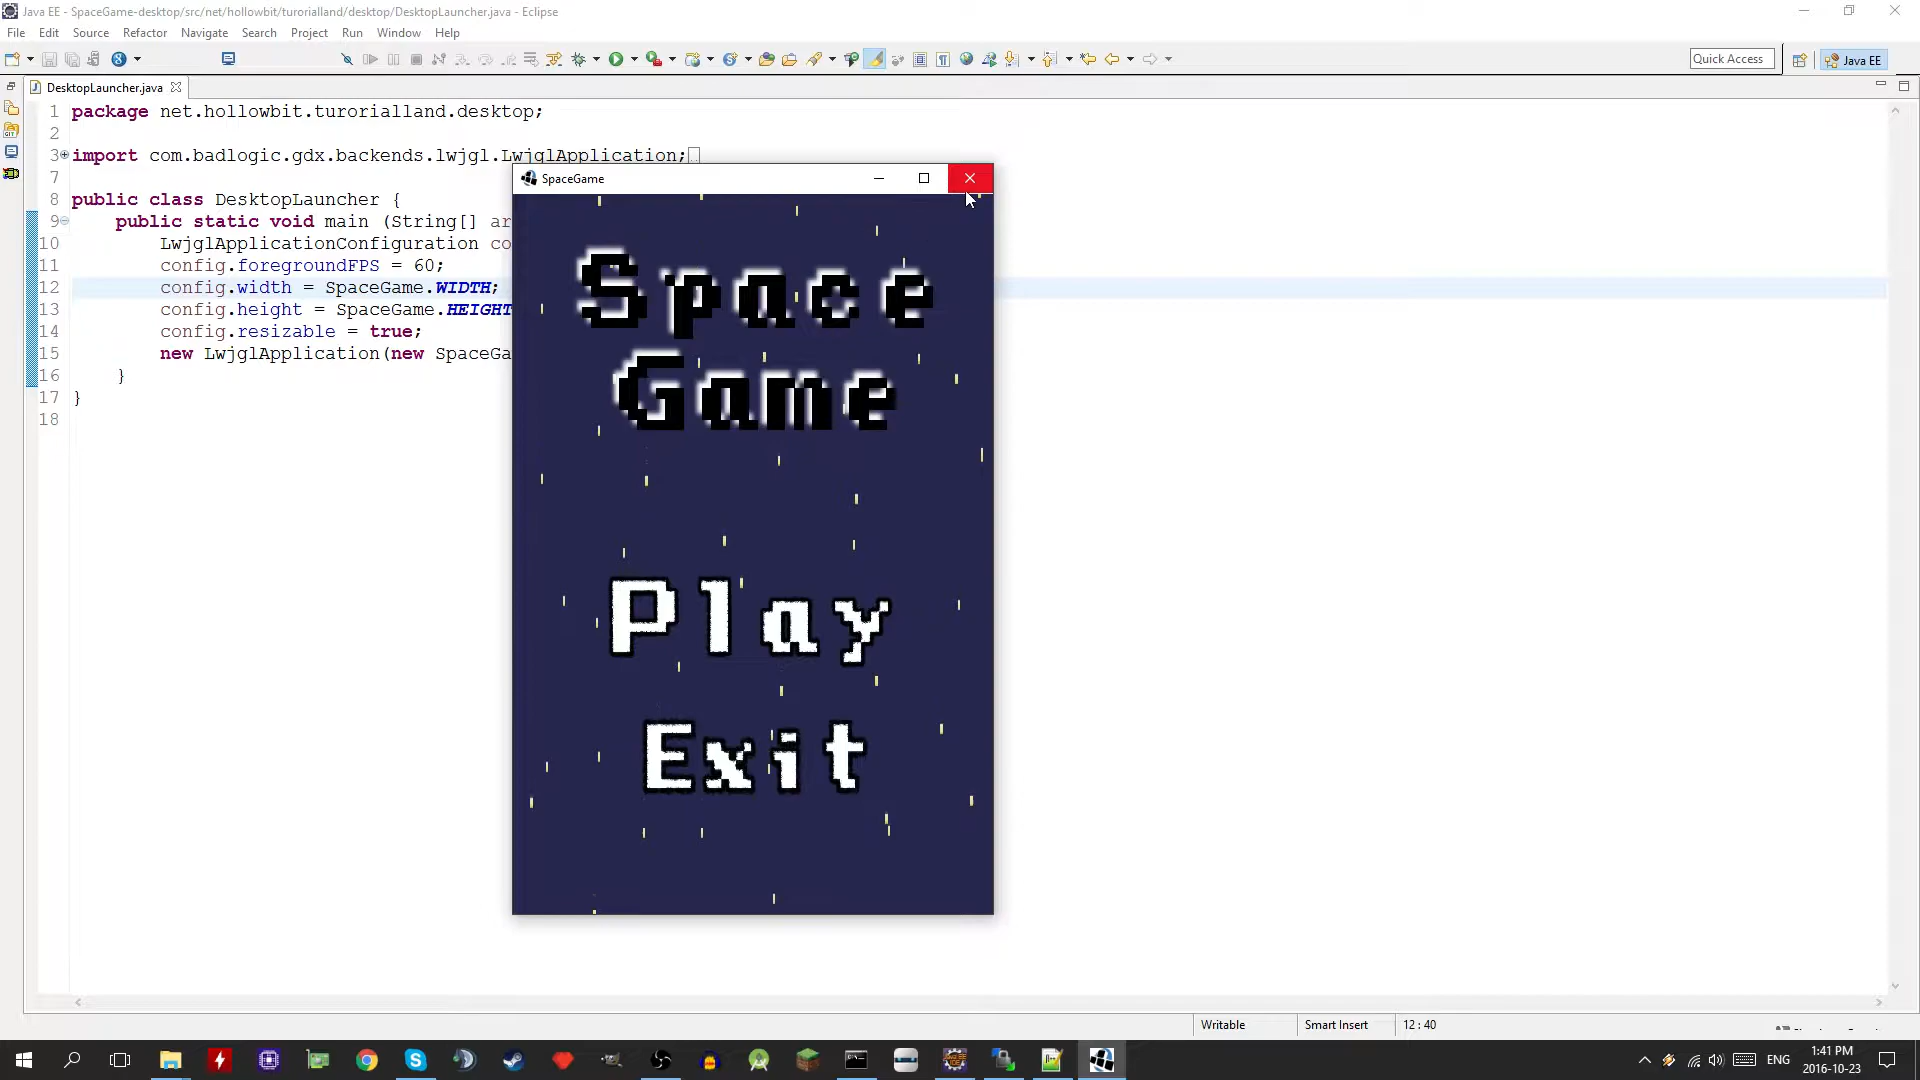 Java EE - SpaceGame-desktop/src/net/hollowbit/turorialland/desktop/DesktopLauncher.java - Eclipse
File Edit Source Refactor Navigate Search Project Run Window Help
Quick Access
Java EE
DesktopLauncher.java
1 package net.hollowbit.turorialland.desktop;
2
3 import com.badlogic.gdx.backends.lwjgl.LwjglApplication;
7
8 public class DesktopLauncher {
9 public static void main (String[] ar
10 LwjglApplicationConfiguration co
11 config.foregroundFPS = 60;
12 config.width = SpaceGame.WIDTH;
13 config.height = SpaceGame.HEIGHT
14 config.resizable = true;
15 new LwjglApplication(new SpaceGa
16 }
17 }
18
SpaceGame
Space
Game
Play
Exit
Writable
Smart Insert
12 : 40
ENG
1:41 PM
2016-10-23